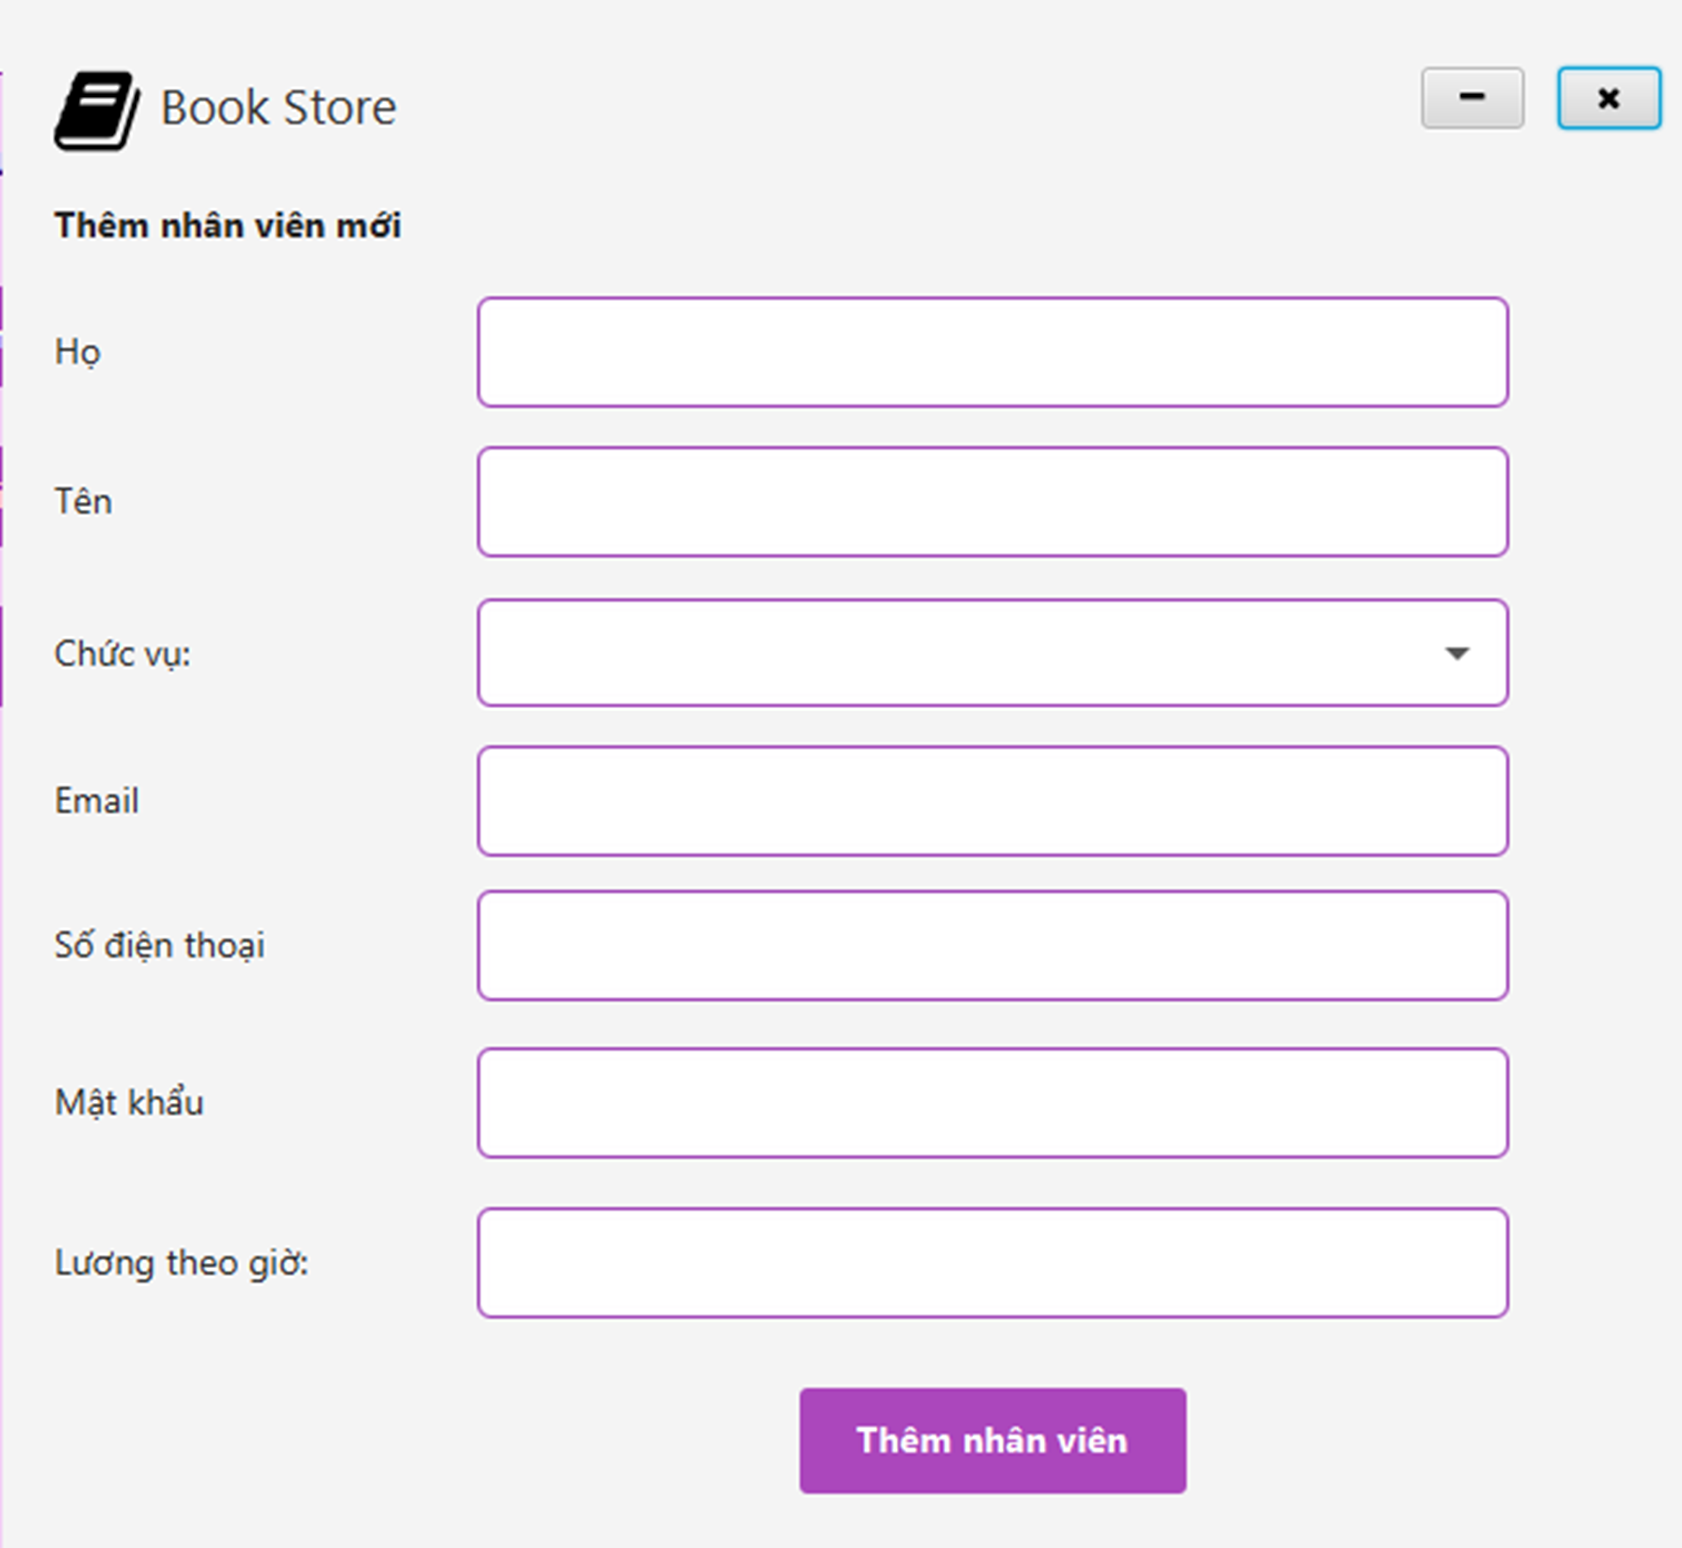 Book Store
Thêm nhân viên mới
Họ
Tên
Chức vụ:
Email
Số điện thoại
Mật khẩu
Lương theo giờ:
Thêm nhân viên